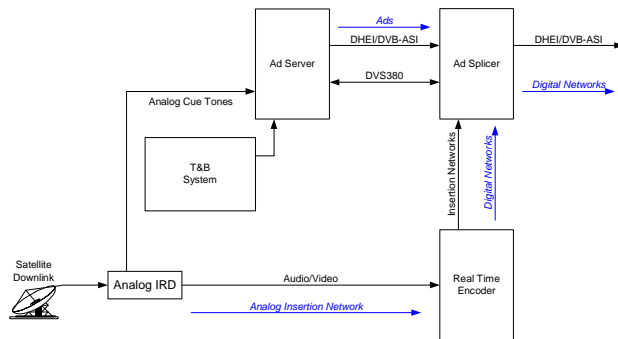 Ads
DHEI/DVB-ASI
DHEI/DVB-ASI
Ad Server
Ad Splicer
DVS380
Digital Networks
Analog Cue Tones
T&B
System
Insertion Networks
Digital Networks
Satellite
Downlink
Analog IRD
Audio/Video
Real Time
Encoder
Analog Insertion Network